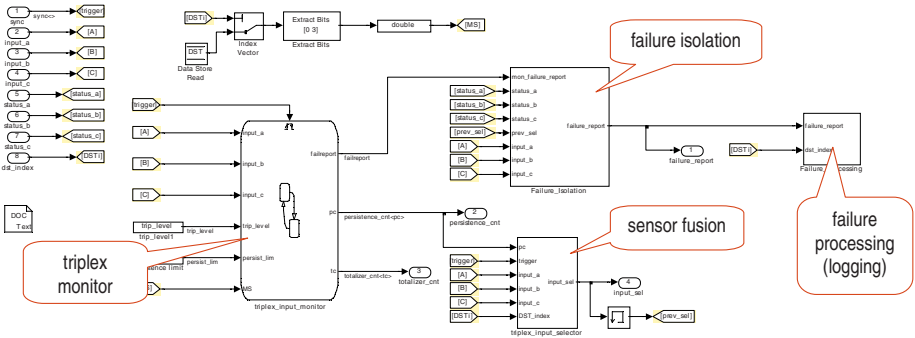 1
sync
sync<>
trigger
2
input_a
[A]
3
input_b
[B]
4
input_c
[C]
5
status_a
[status_a]
6
status_b
[status_b]
7
status_c
[status_c]
8
dst_index
[DSTi]
DOC
Text
[DSTi]
DST
Data Store
Read
Index
Vector
Extract Bits
[0 3]
Extract Bits
double
[MS]
trigger
[A]
[B]
[C]
trip_level
trip_level1
trip_level
persist_lim
input_a
input_b
input_c
trip_level
persist_lim
MS
failreport
pc
tc
triplex_input_monitor
triplex
monitor
failreport
persistence_cnt<pc>
2
persistence_cnt
totalizer_cnt<tc>
3
totalizer_cnt
[status_a]
[status_b]
[status_c]
[prev_sel]
[A]
[B]
[C]
mon_failure_report
status_a
status_b
status_c
prev_sel
input_a
input_b
input_c
failure_report
Failure_Isolation
failure isolation
1
failure_report
[DSTi]
failure_report
dst_index
failure
processing
(logging)
trigger
[A]
[B]
[C]
[DSTi]
pc
trigger
input_a
input_b
input_c
DST_index
input_sel
triplex_input_selector
sensor fusion
4
input_sel
[prev_sel]